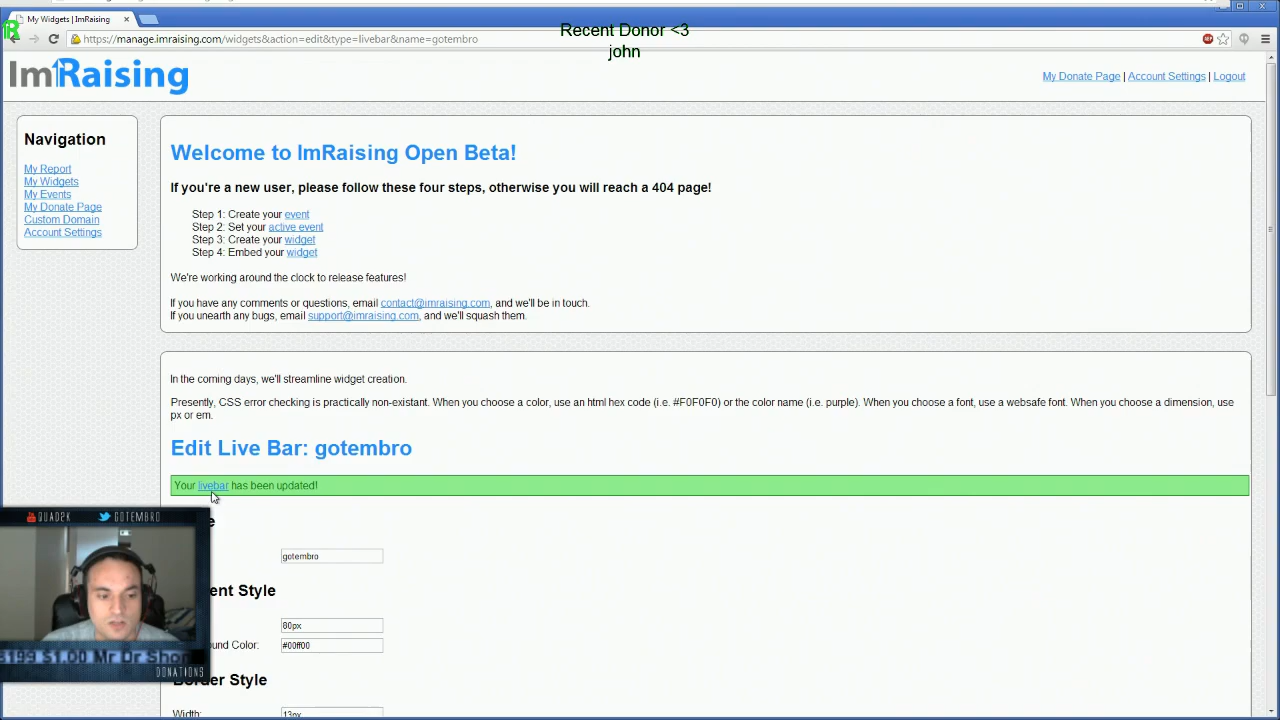 My Widgets | ImRaising
https://manage.imraising.com/widgets&action=edit&type=livebar&name=gotembro
Recent Donor <3
john
ImRaising
My Donate Page | Account Settings | Logout
Navigation
My Report
My Widgets
My Events
My Donate Page
Custom Domain
Account Settings
Welcome to ImRaising Open Beta!
If you're a new user, please follow these four steps, otherwise you will reach a 404 page!
Step 1: Create your event
Step 2: Set your active event
Step 3: Create your widget
Step 4: Embed your widget
We're working around the clock to release features!
If you have any comments or questions, email contact@imraising.com, and we'll be in touch.
If you unearth any bugs, email support@imraising.com, and we'll squash them.
In the coming days, we'll streamline widget creation.
Presently, CSS error checking is practically non-existant. When you choose a color, use an html hex code (i.e. #F0F0F0) or the color name (i.e. purple). When you choose a font, use a websafe font. When you choose a dimension, use
px or em.
Edit Live Bar: gotembro
Your livebar has been updated!
QUAD2K GOTEMBRO
gotembro
ent Style
80px
und Color: #00ff00
$1.00 Mr Dr Shon
DONATIONS
Border Style
Width: 13px